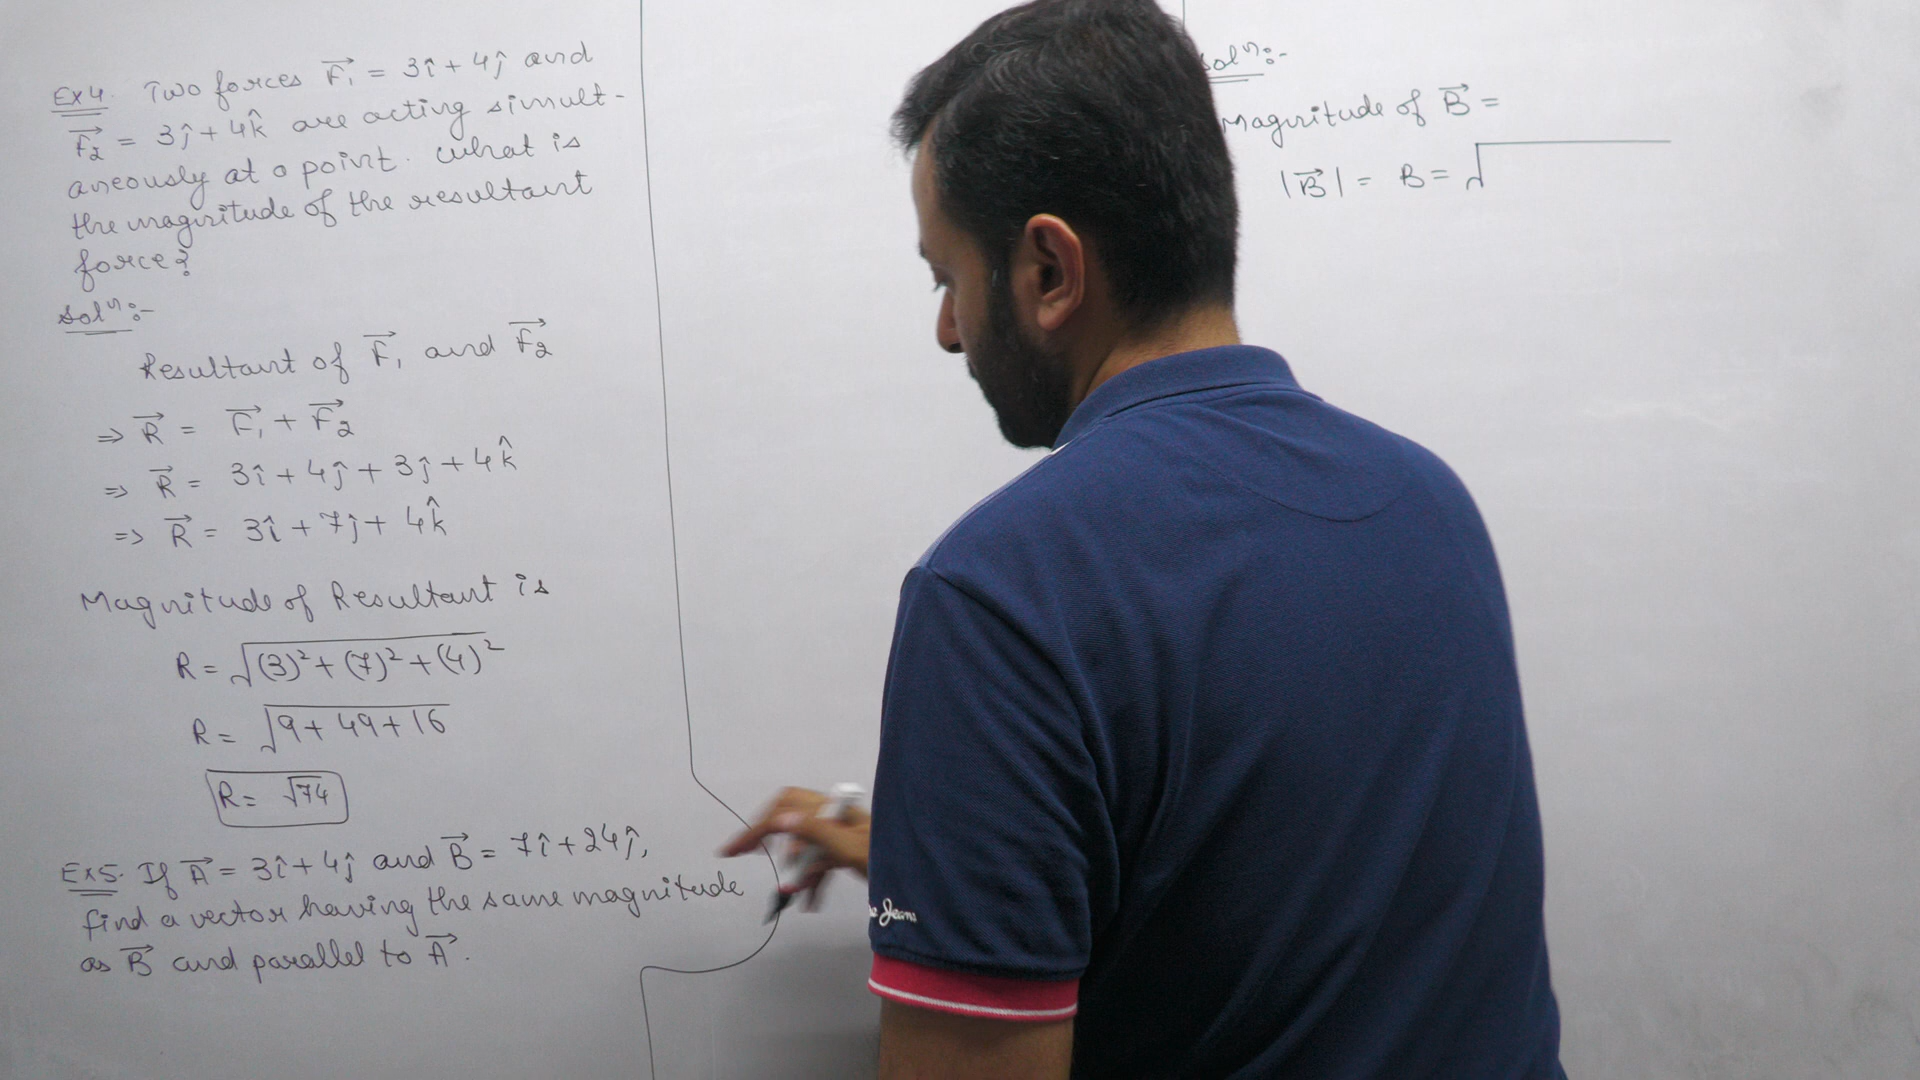 Ex4. Two forces F⃗₁ = 3î + 4ĵ and
F⃗₂ = 3ĵ + 4k̂ are acting simult-
aneously at a point. What is
the magnitude of the resultant
force?
Solⁿ:-
Resultant of F⃗₁ and F⃗₂
⇒ R⃗ = F⃗₁ + F⃗₂
⇒ R⃗ = 3î + 4ĵ + 3ĵ + 4k̂
⇒ R⃗ = 3î + 7ĵ + 4k̂
Magnitude of Resultant is
R = √(3)² + (7)² + (4)²
R = √9 + 49 + 16
R = √74
Ex5. If A⃗ = 3î + 4ĵ and B⃗ = 7î + 24ĵ,
find a vector having the same magnitude
as B⃗ and parallel to A⃗.
Solⁿ:-
Magnitude of B⃗ =
|B⃗| = B = √
Jeans